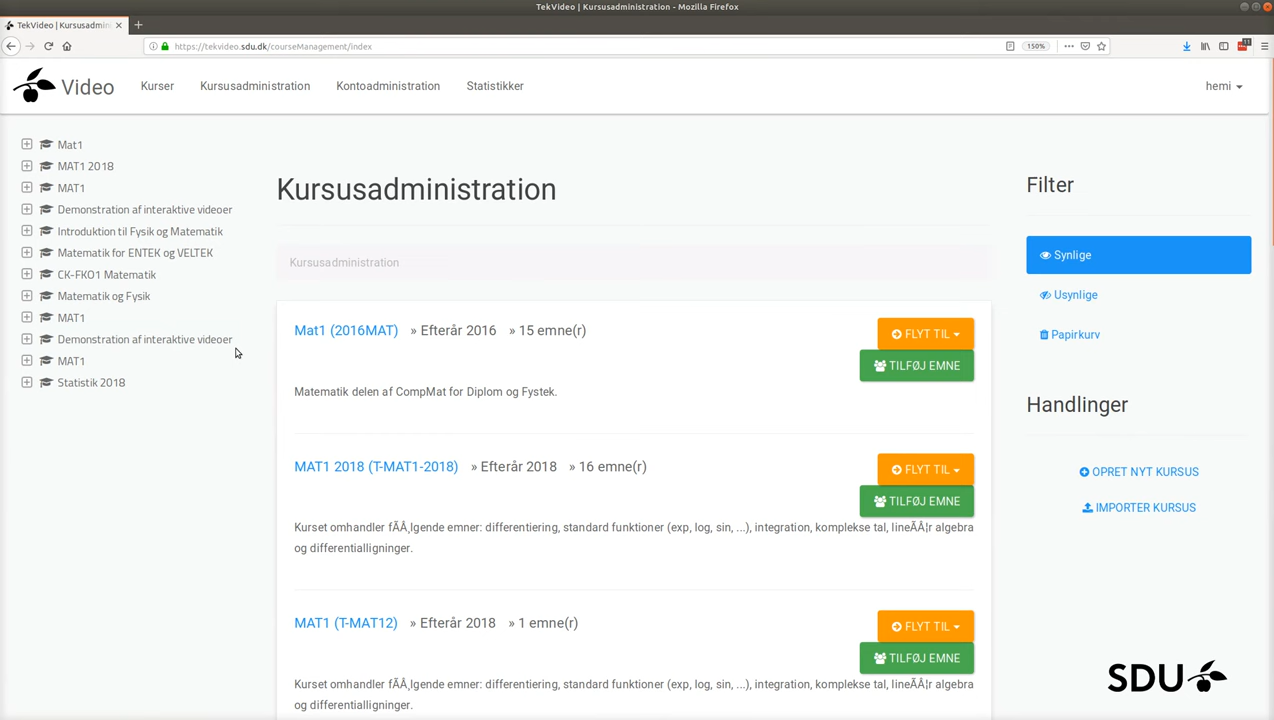 TekVideo | Kursusadministration - Mozilla Firefox
TekVideo | Kursusadmin
https://tekvideo.sdu.dk/courseManagement/index
150%
11
Video
Kurser
Kursusadministration
Kontoadministration
Statistikker
hemi
Mat1
MAT1 2018
MAT1
Demonstration af interaktive videoer
Introduktion til Fysik og Matematik
Matematik for ENTEK og VELTEK
CK-FKO1 Matematik
Matematik og Fysik
MAT1
Demonstration af interaktive videoer
MAT1
Statistik 2018
Kursusadministration
Kursusadministration
Mat1 (2016MAT) » Efterår 2016 » 15 emne(r)
FLYT TIL
TILFØJ EMNE
Matematik delen af CompMat for Diplom og Fystek.
MAT1 2018 (T-MAT1-2018) » Efterår 2018 » 16 emne(r)
FLYT TIL
TILFØJ EMNE
Kurset omhandler fÃÂ¸lgende emner: differentiering, standard funktioner (exp, log, sin, ...), integration, komplekse tal, lineÃÂ¦r algebra
og differentialligninger.
MAT1 (T-MAT12) » Efterår 2018 » 1 emne(r)
FLYT TIL
TILFØJ EMNE
Kurset omhandler fÃÂ¸lgende emner: differentiering, standard funktioner (exp, log, sin, ...), integration, komplekse tal, lineÃÂ¦r algebra
og differentialligninger.
Filter
Synlige
Usynlige
Papirkurv
Handlinger
OPRET NYT KURSUS
IMPORTER KURSUS
SDU